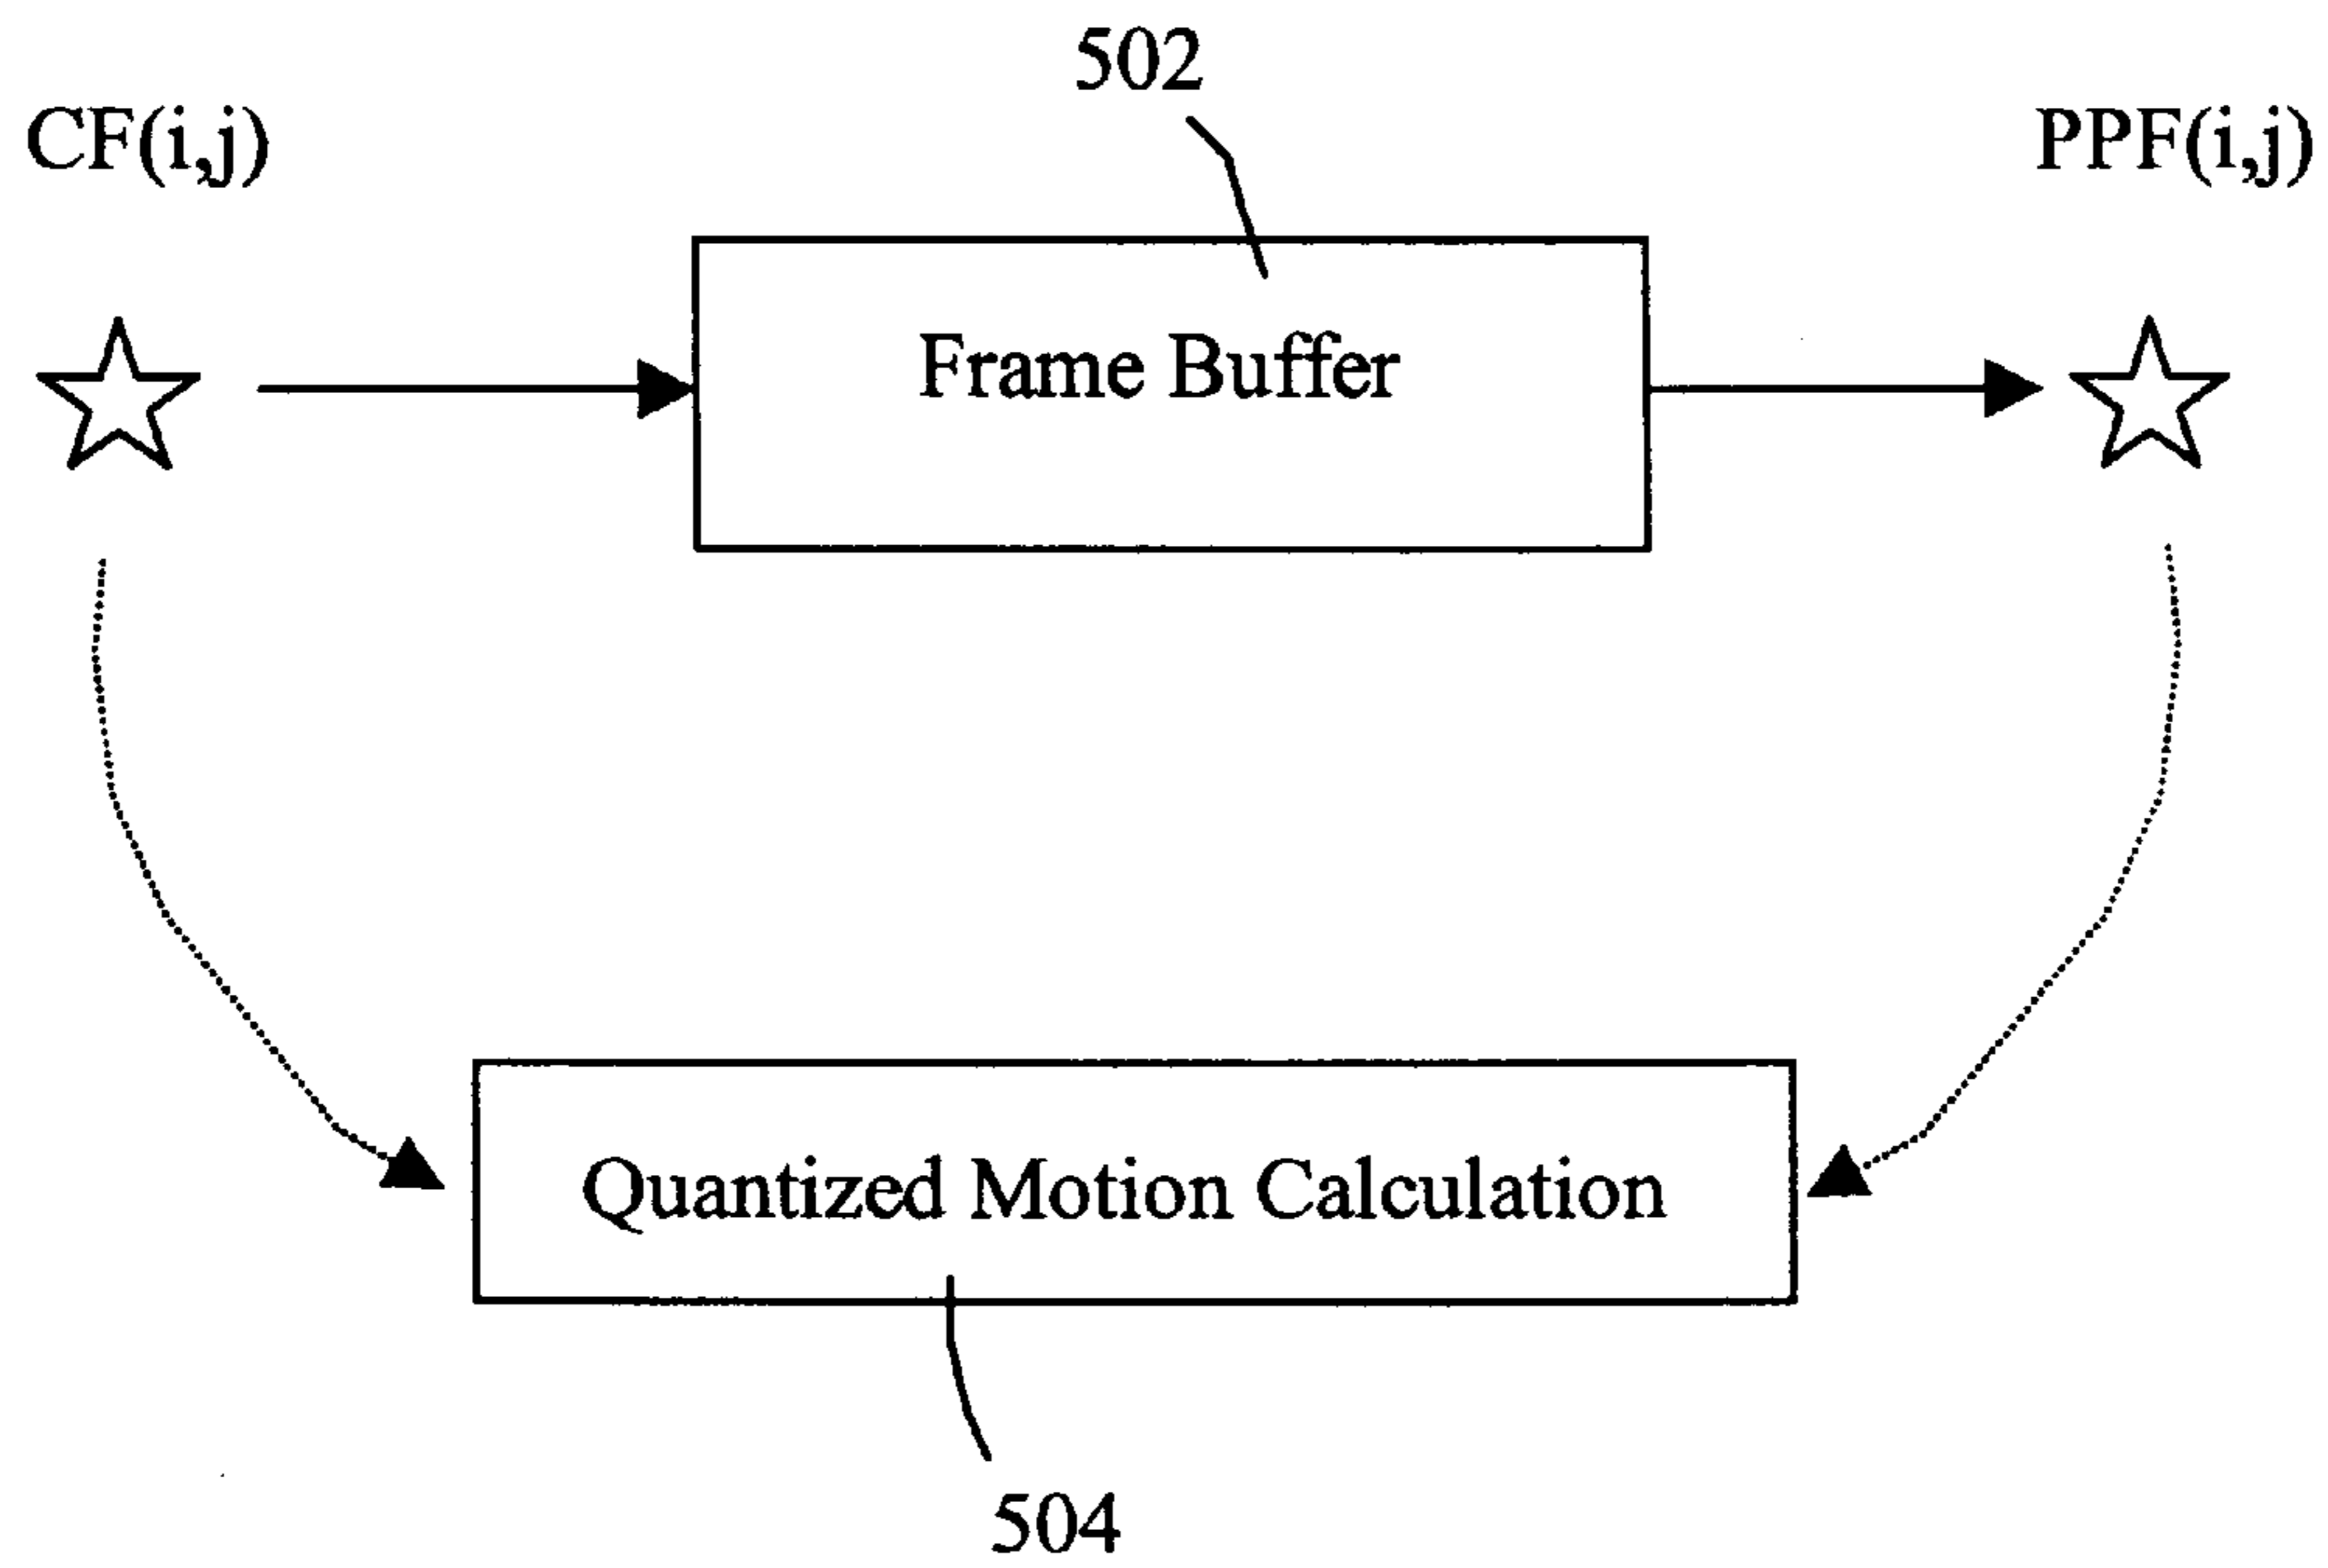 502
CF(i,j)
PPF(i,j)
Frame Buffer
Quantized Motion Calculation
504